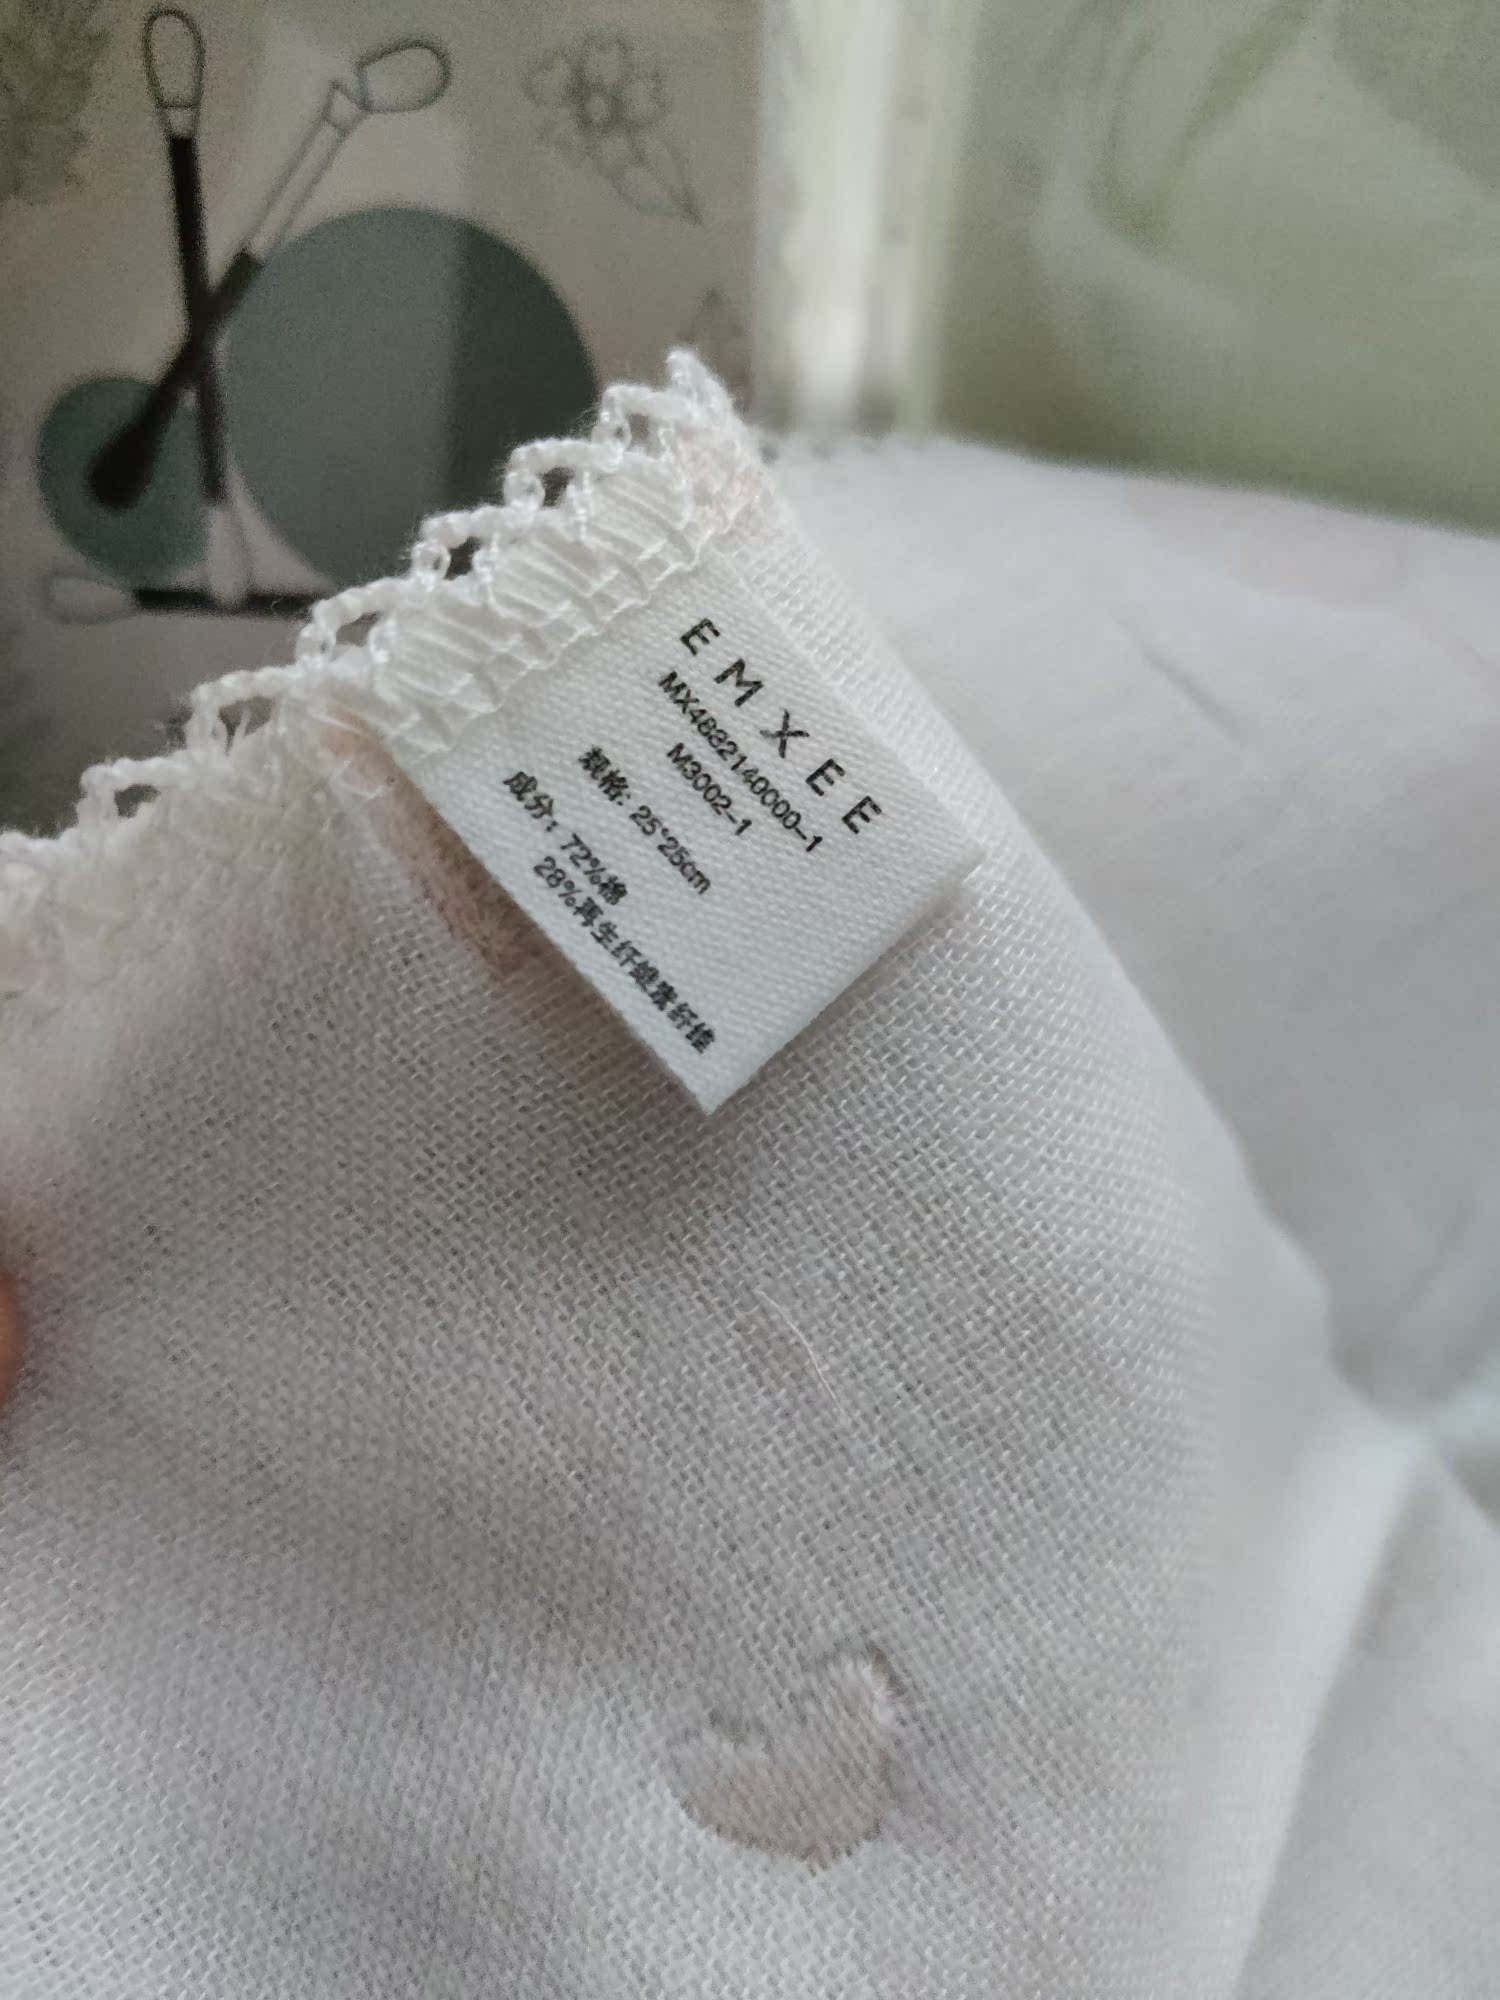 EMXEE
MX4882140000-1
M3002-1
规格: 25*25cm
成分: 72%棉
28%再生纤维素纤维